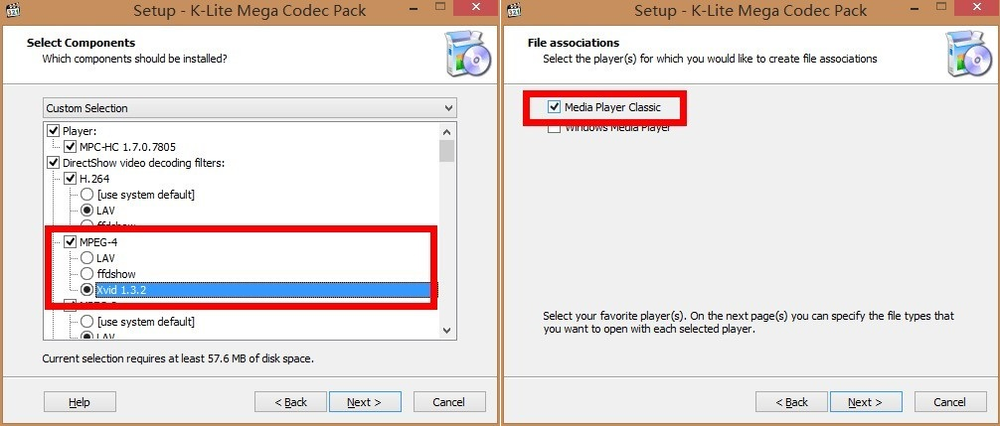 Setup - K-Lite Mega Codec Pack
Select Components
Which components should be installed?
Custom Selection
Player:
MPC-HC 1.7.0.7805
DirectShow video decoding filters:
H.264
[use system default]
LAV
ffdshow
MPEG-4
LAV
ffdshow
Xvid 1.3.2
[use system default]
LAV
Current selection requires at least 57.6 MB of disk space.
Help
< Back
Next >
Cancel
Setup - K-Lite Mega Codec Pack
File associations
Select the player(s) for which you would like to create file associations
Media Player Classic
Windows Media Player
Select your favorite player(s). On the next page(s) you can specify the file types that
you want to open with each selected player.
< Back
Next >
Cancel